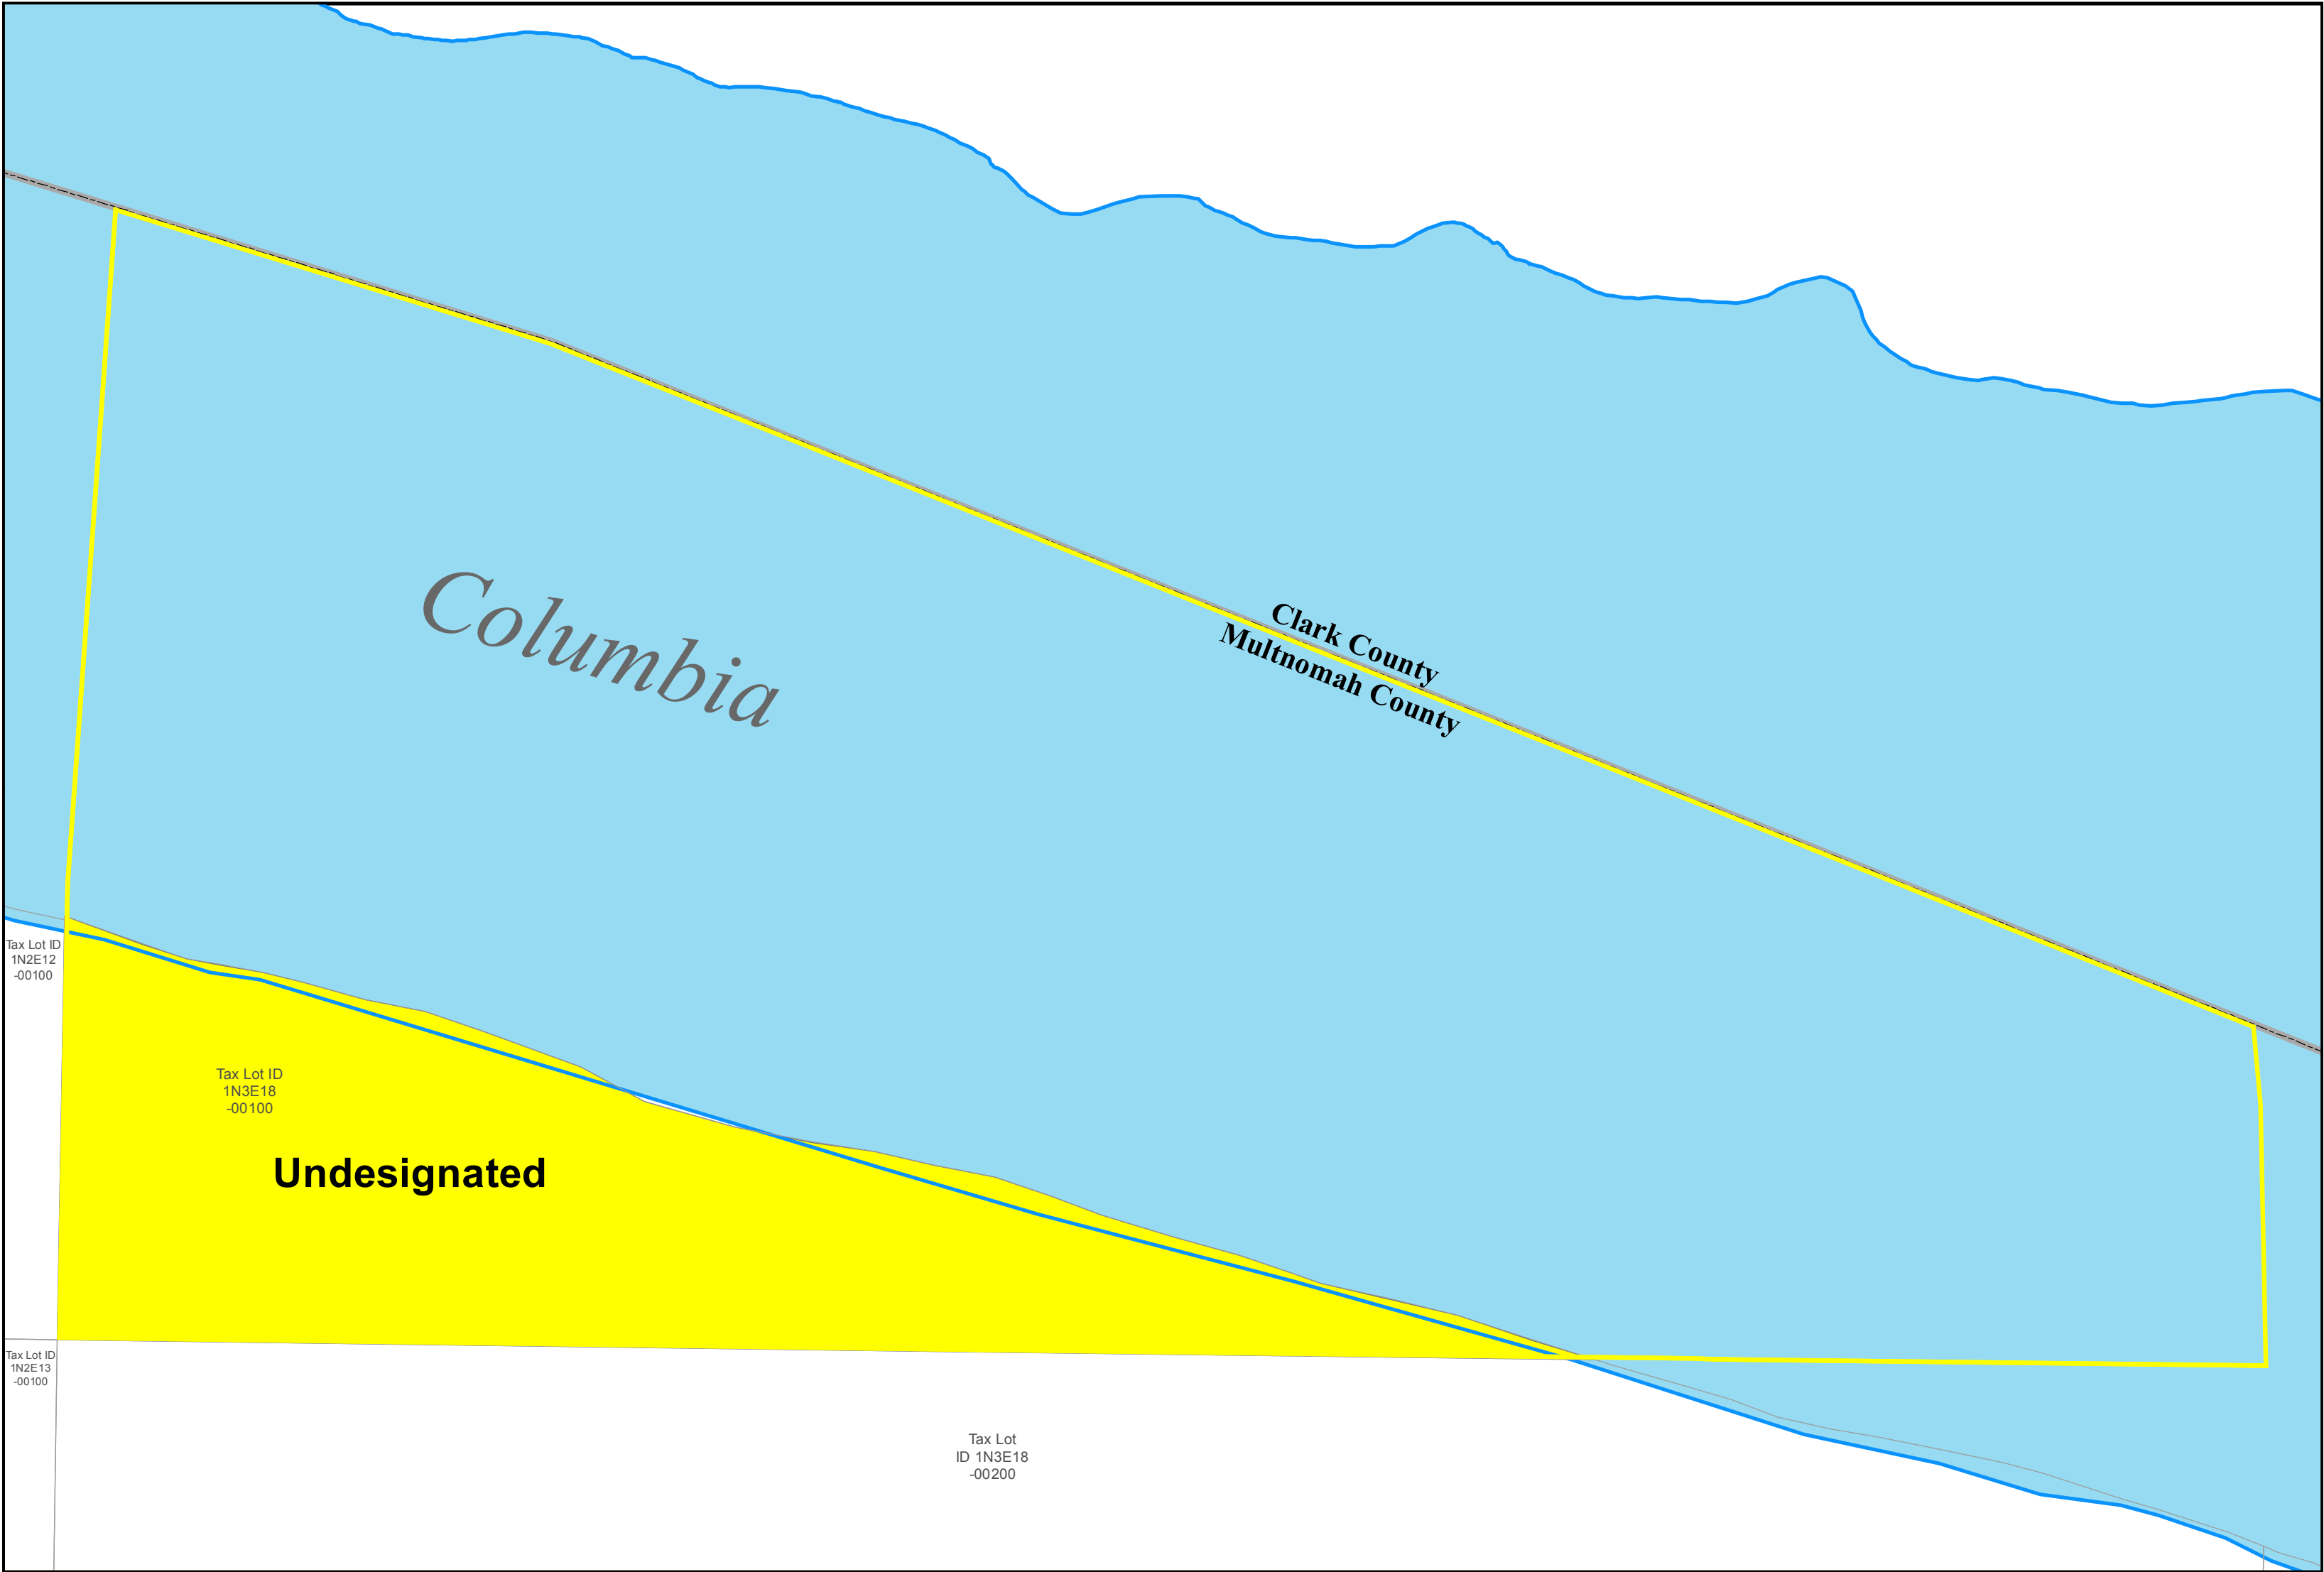 Columbia
Clark County
Multnomah County
Tax Lot ID
1N2E12
-00100
Tax Lot ID
1N3E18
-00100
Undesignated
Tax Lot ID
1N2E13
-00100
Tax Lot
ID 1N3E18
-00200